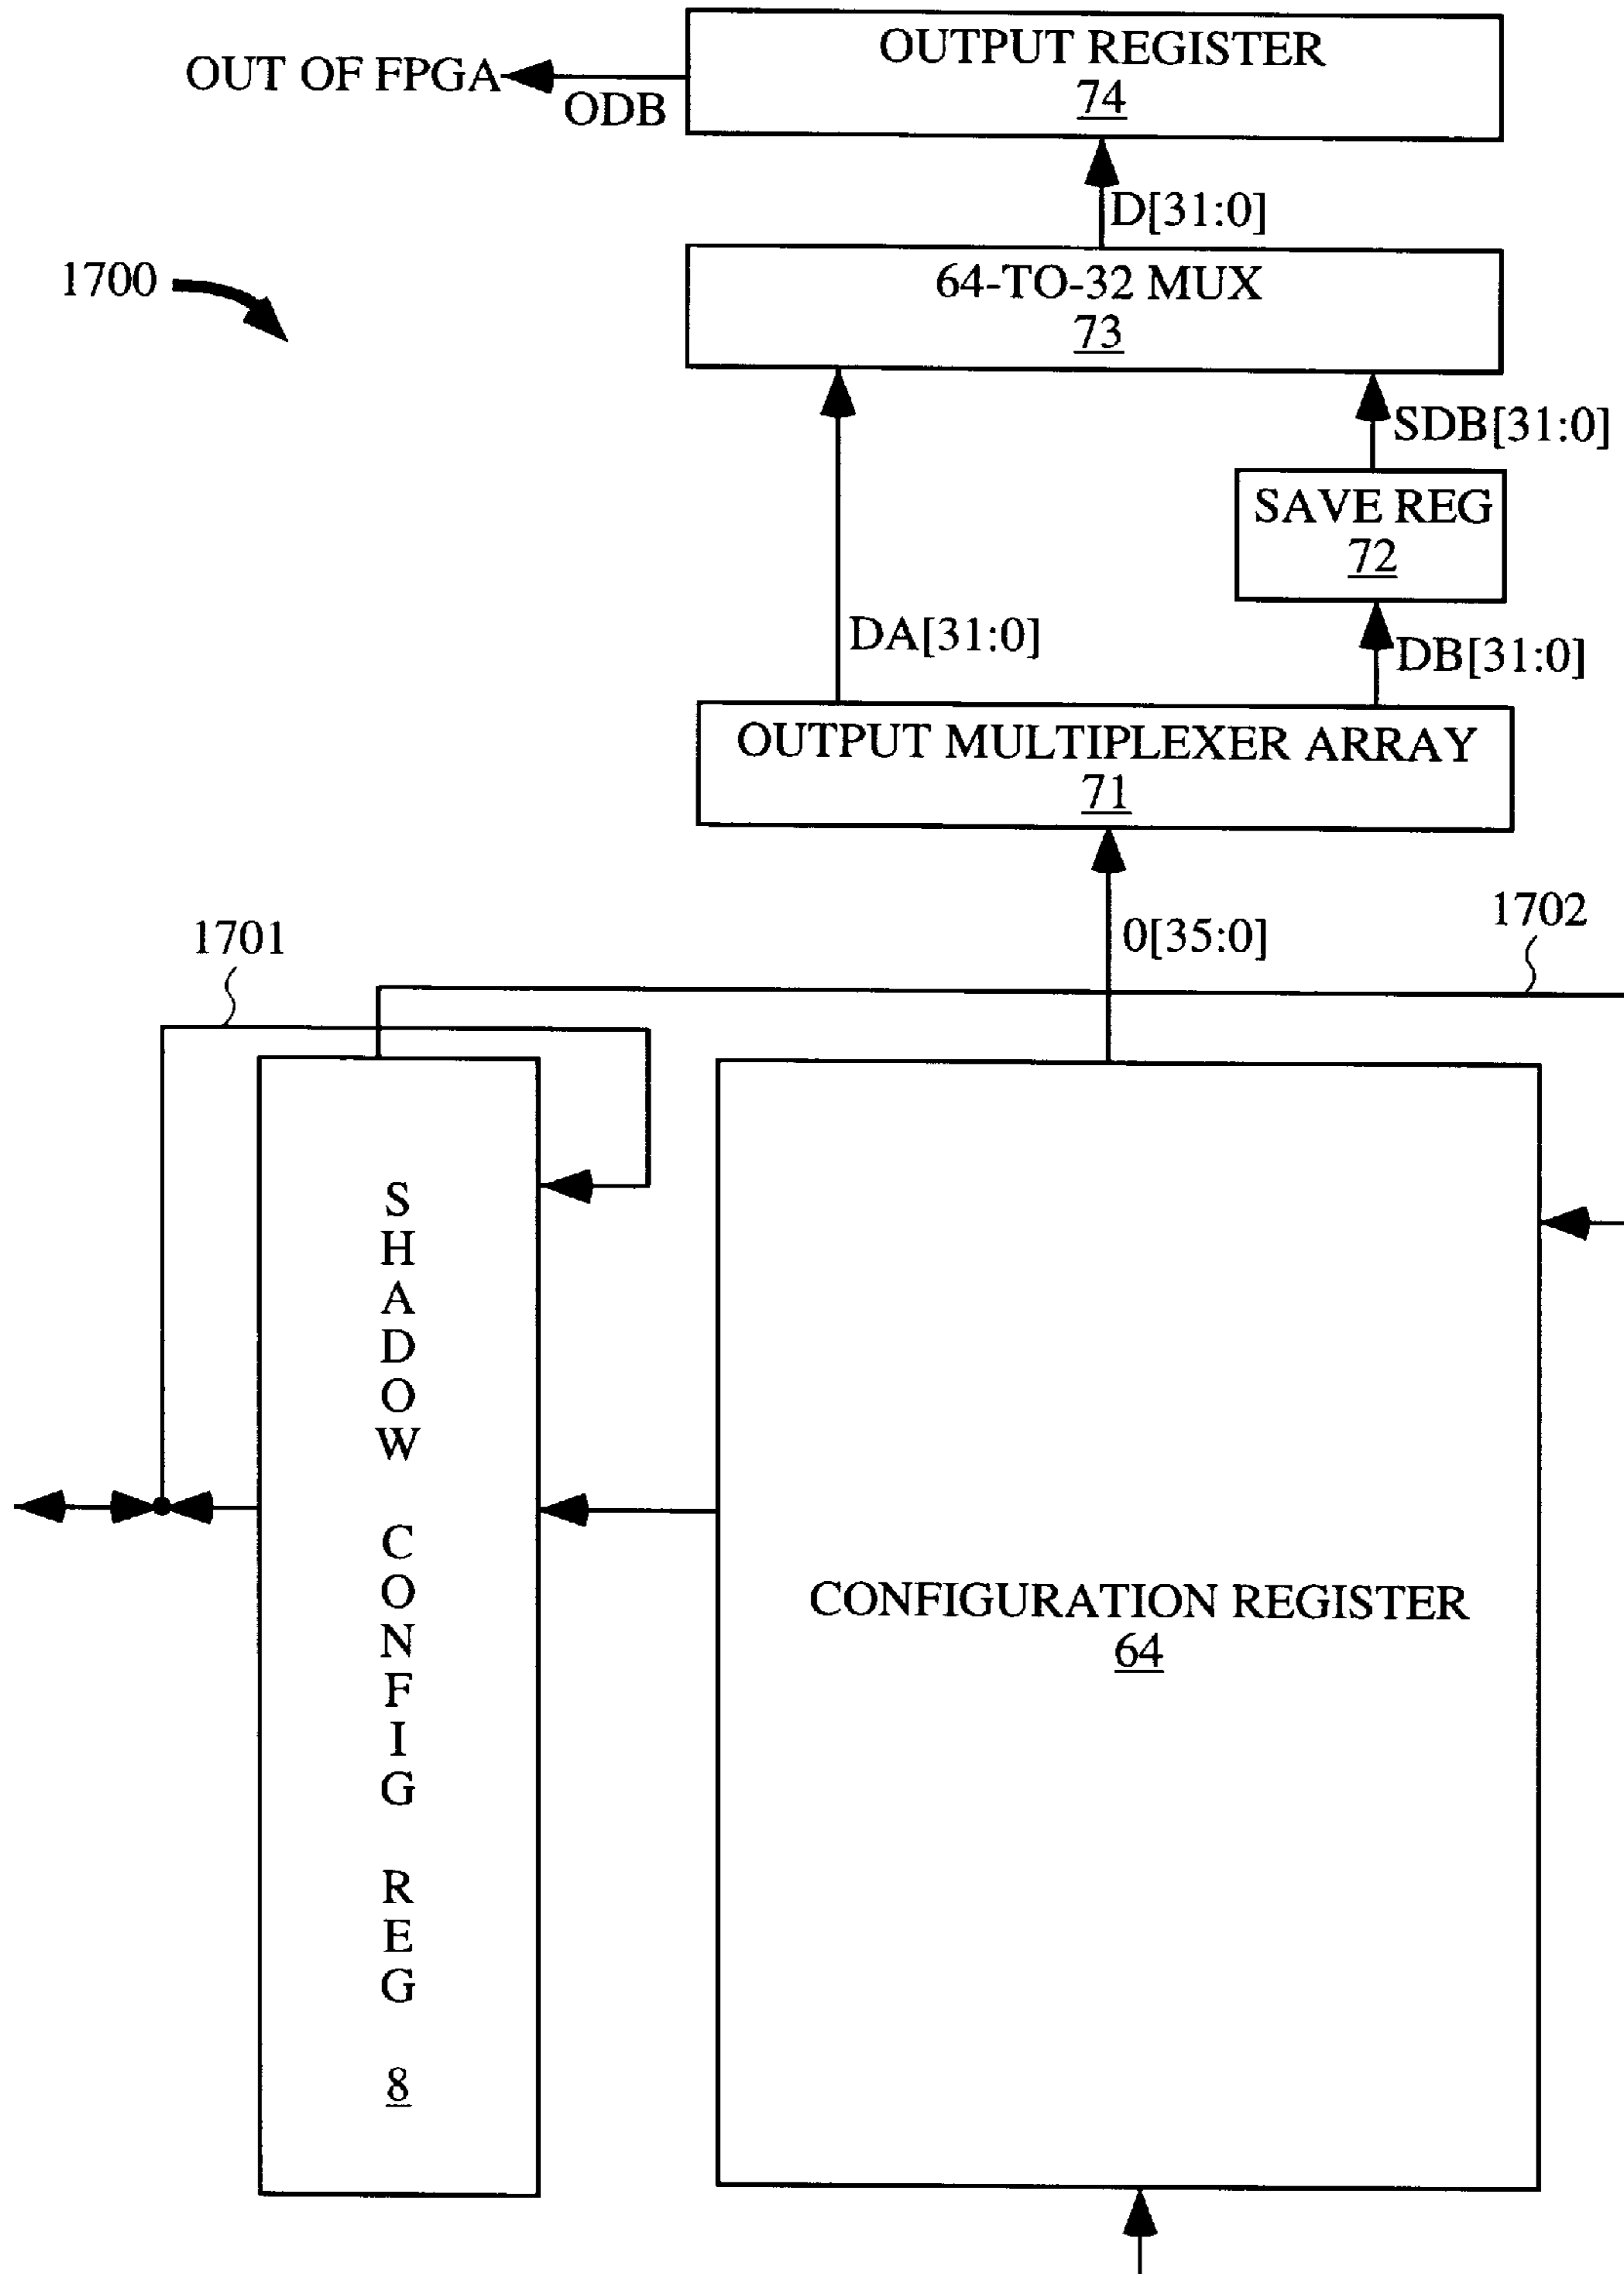 OUTPUT REGISTER
74
OUT OF FPGA
ODB
D[31:0]
1700
64-TO-32 MUX
73
SDB[31:0]
SAVE REG
72
DA[31:0]
DB[31:0]
OUTPUT MULTIPLEXER ARRAY
71
1701
0[35:0]
1702
SHADOW CONFIG REG
8
CONFIGURATION REGISTER
64